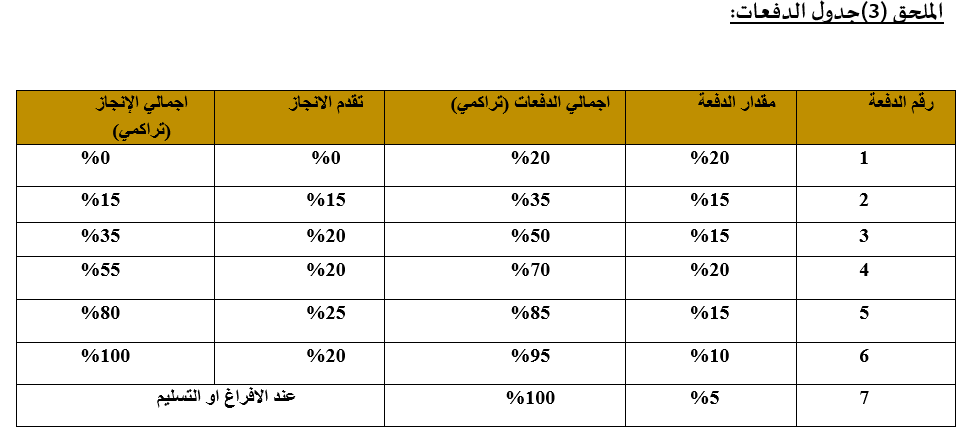 الملحق (3) جدول الدفعات:
رقم الدفعة مقدار الدفعة اجمالي الدفعات (تراكمي) تقدم الانجاز اجمالي الإنجاز (تراكمي)
1 %20 %20 %0 %0
2 %15 %35 %15 %15
3 %15 %50 %20 %35
4 %20 %70 %20 %55
5 %15 %85 %25 %80
6 %10 %95 %20 %100
7 %5 %100 عند الافراغ او التسليم